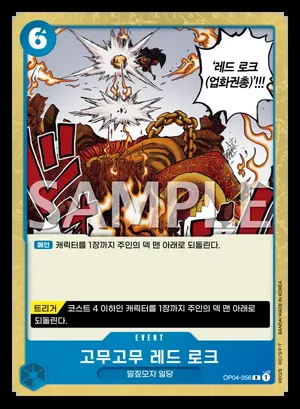 6
'레드 로크
(업화권총)'!!!
SAMPLE
메인 캐릭터를 1장까지 주인의 덱 맨 아래로 되돌린다.
트리거 코스트 4 이하인 캐릭터를 1장까지 주인의 덱 맨 아래로
되돌린다.
EVENT
고무고무 레드 로크
밀짚모자 일당
OP04-056 R 1